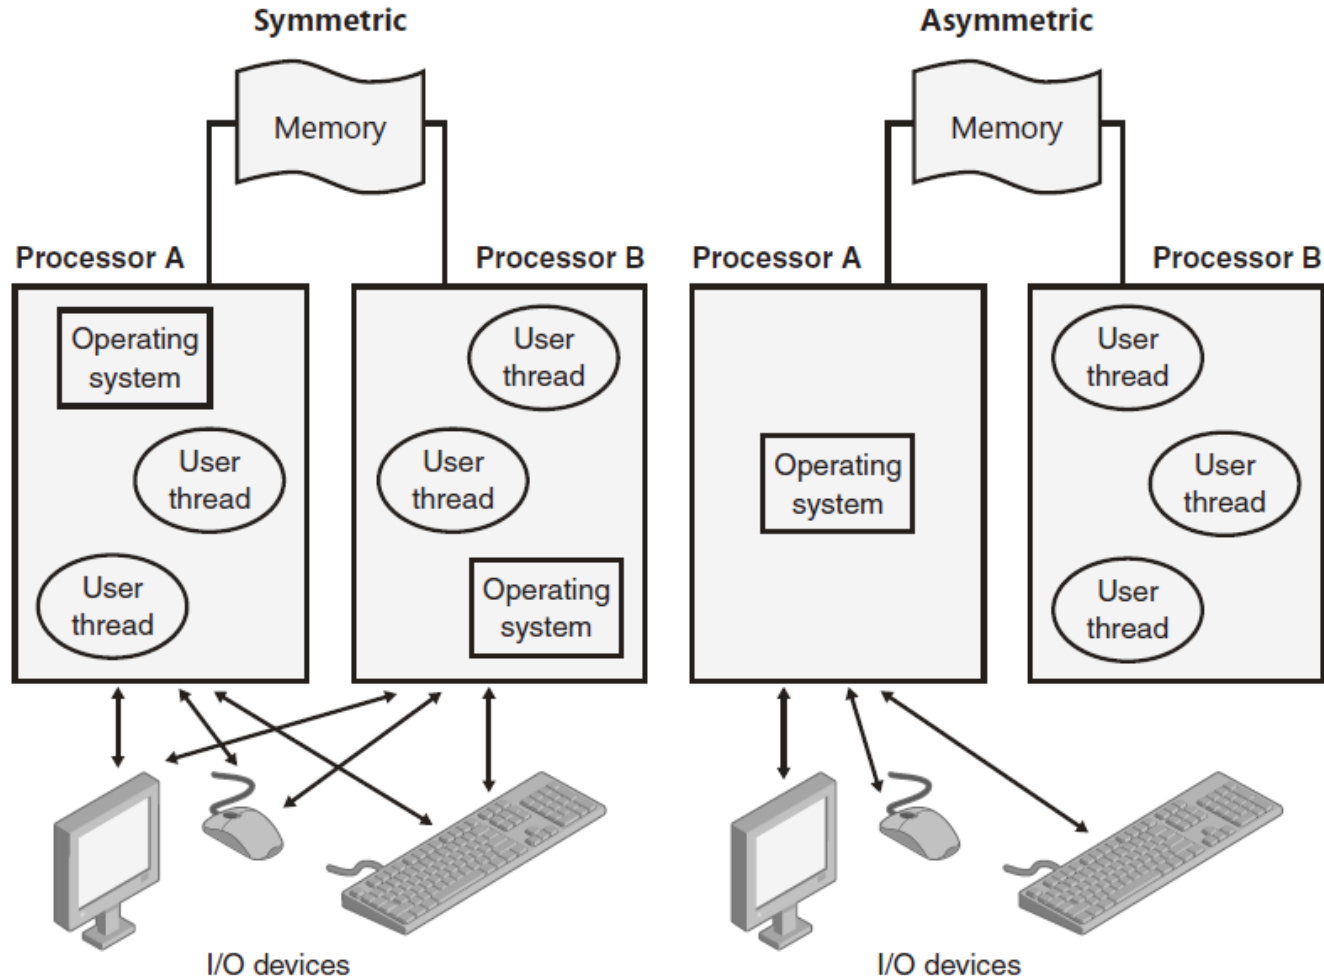 Symmetric
Memory
Processor A
Processor B
Operating
system
User
thread
User
thread
User
thread
User
thread
Operating
system
I/O devices
Asymmetric
Memory
Processor A
Processor B
Operating
system
User
thread
User
thread
User
thread
I/O devices